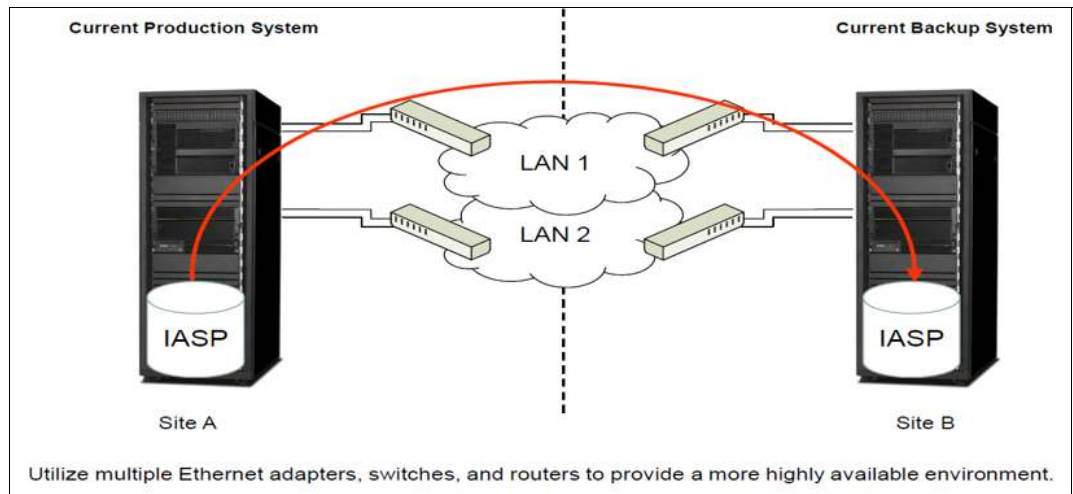 Current Production System
Current Backup System
LAN 1
LAN 2
IASP
IASP
Site A
Site B
Utilize multiple Ethernet adapters, switches, and routers to provide a more highly available environment.